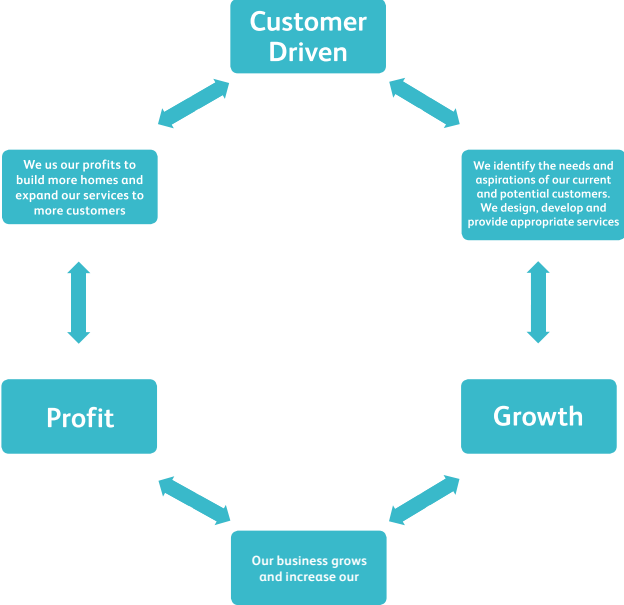 Customer
Driven
We us our profits to
build more homes and
expand our services to
more customers
We identify the needs and
aspirations of our current
and potential customers.
We design, develop and
provide appropriate services
Profit
Growth
Our business grows
and increase our